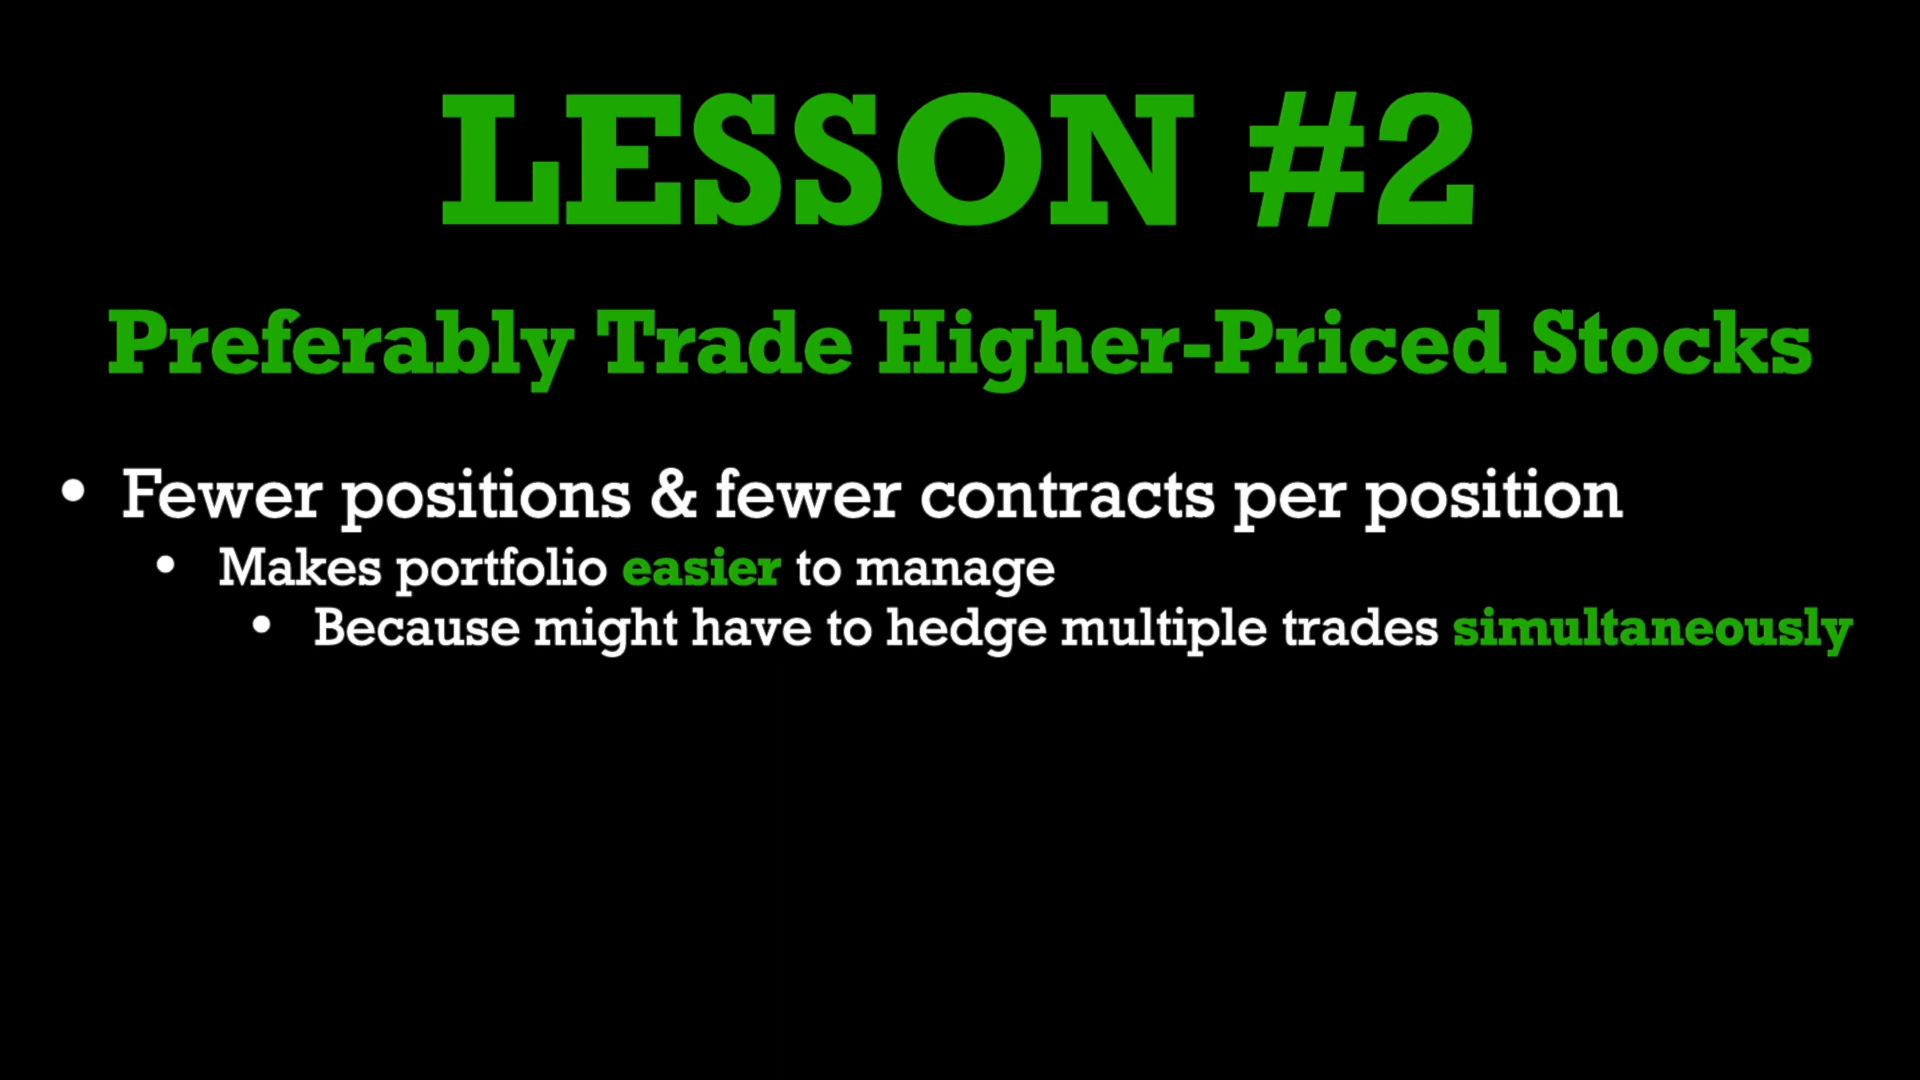 LESSON #2
Preferably Trade Higher-Priced Stocks
• Fewer positions & fewer contracts per position
• Makes portfolio easier to manage
• Because might have to hedge multiple trades simultaneously